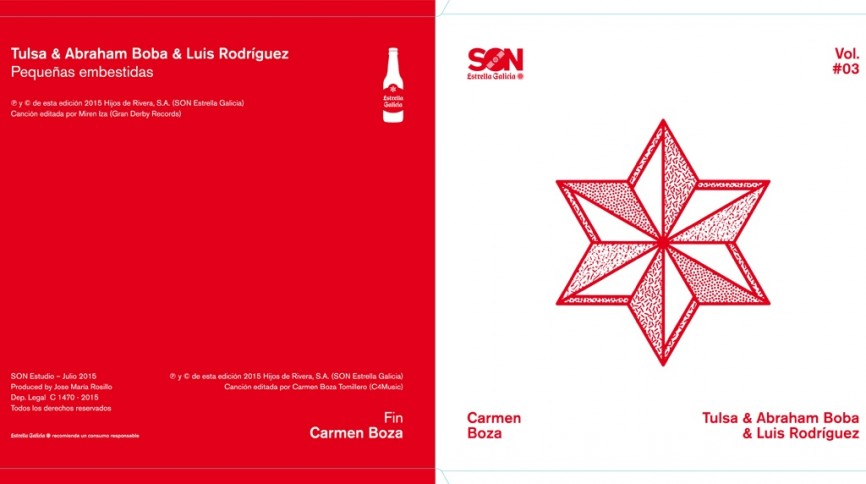 Tulsa & Abraham Boba & Luis Rodríguez
Pequeñas embestidas
℗ y © de esta edición 2015 Hijos de Rivera, S.A. (SON Estrella Galicia)
Canción editada por Miren Iza (Gran Derby Records)
Estrella
Galicia
SON Estudio – Julio 2015
Produced by Jose María Rosillo
Dep. Legal C 1470 - 2015
Todos los derechos reservados
Estrella Galicia recomienda un consumo responsable
℗ y © de esta edición 2015 Hijos de Rivera, S.A. (SON Estrella Galicia)
Canción editada por Carmen Boza Tomillero (C4Music)
Fin
Carmen Boza
SON
Estrella Galicia
Vol.
#03
Carmen
Boza
Tulsa & Abraham Boba
& Luis Rodríguez